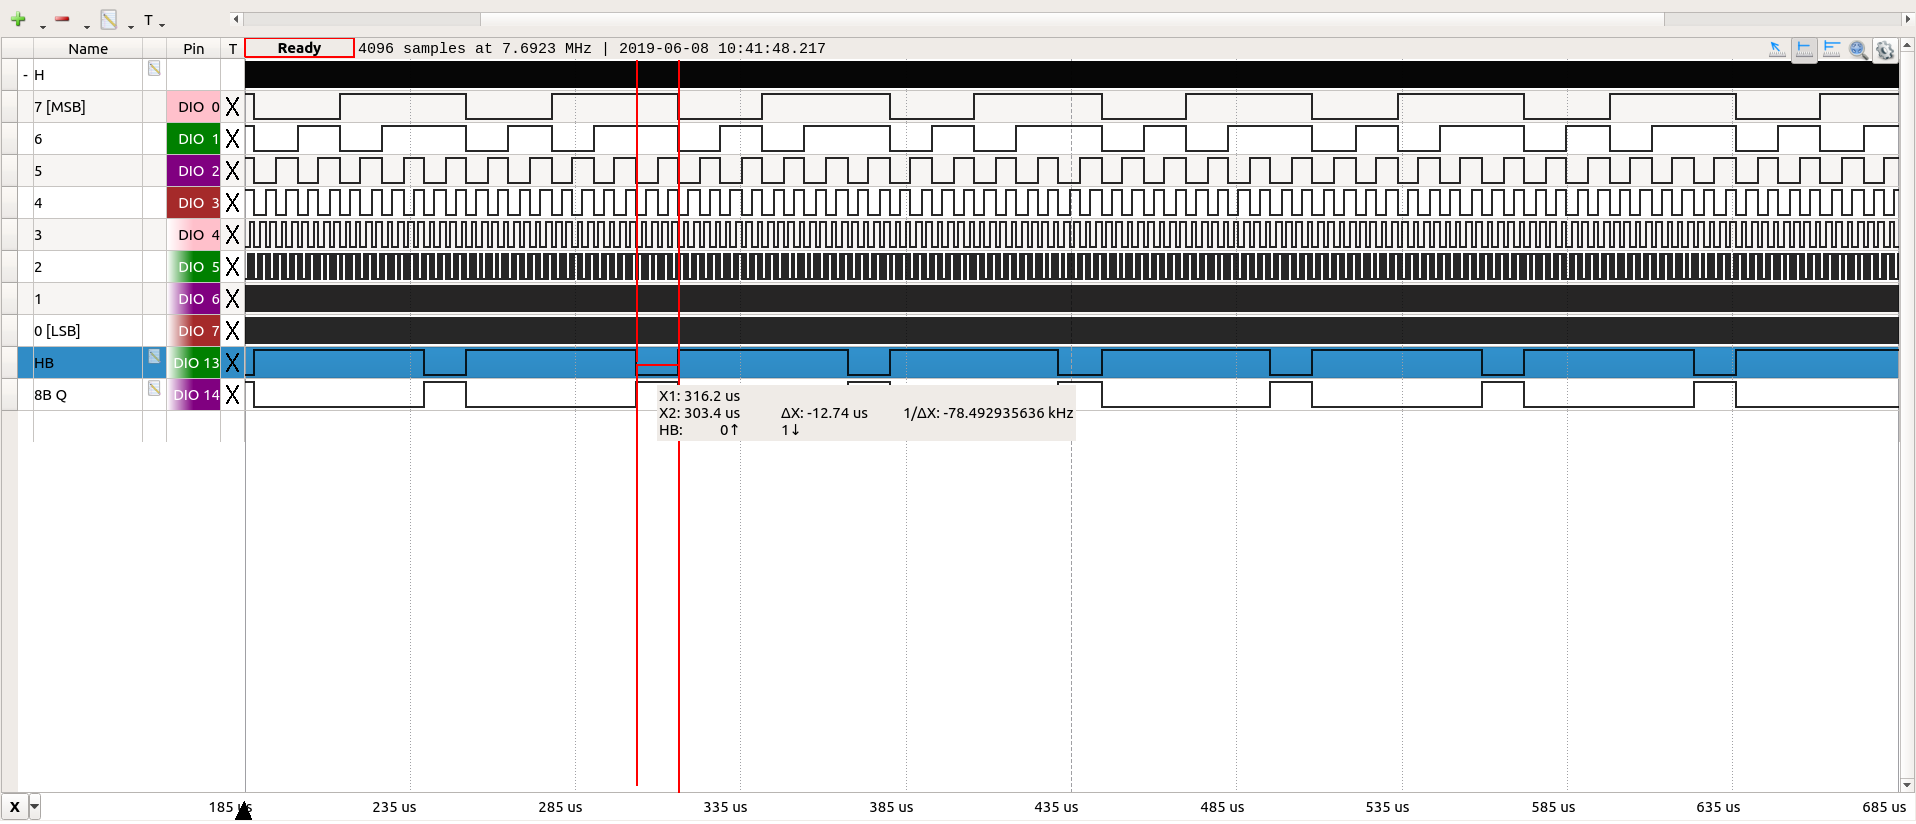 T
Name Pin T Ready 4096 samples at 7.6923 MHz | 2019-06-08 10:41:48.217
- H
7 [MSB] DIO 0 X
6 DIO 1 X
5 DIO 2 X
4 DIO 3 X
3 DIO 4 X
2 DIO 5 X
1 DIO 6 X
0 [LSB] DIO 7 X
HB DIO 13 X
8B Q DIO 14 X
X1: 316.2 us
X2: 303.4 us ΔX: -12.74 us 1/ΔX: -78.492935636 kHz
HB: 0↑ 1↓
X 185 us 235 us 285 us 335 us 385 us 435 us 485 us 535 us 585 us 635 us 685 us